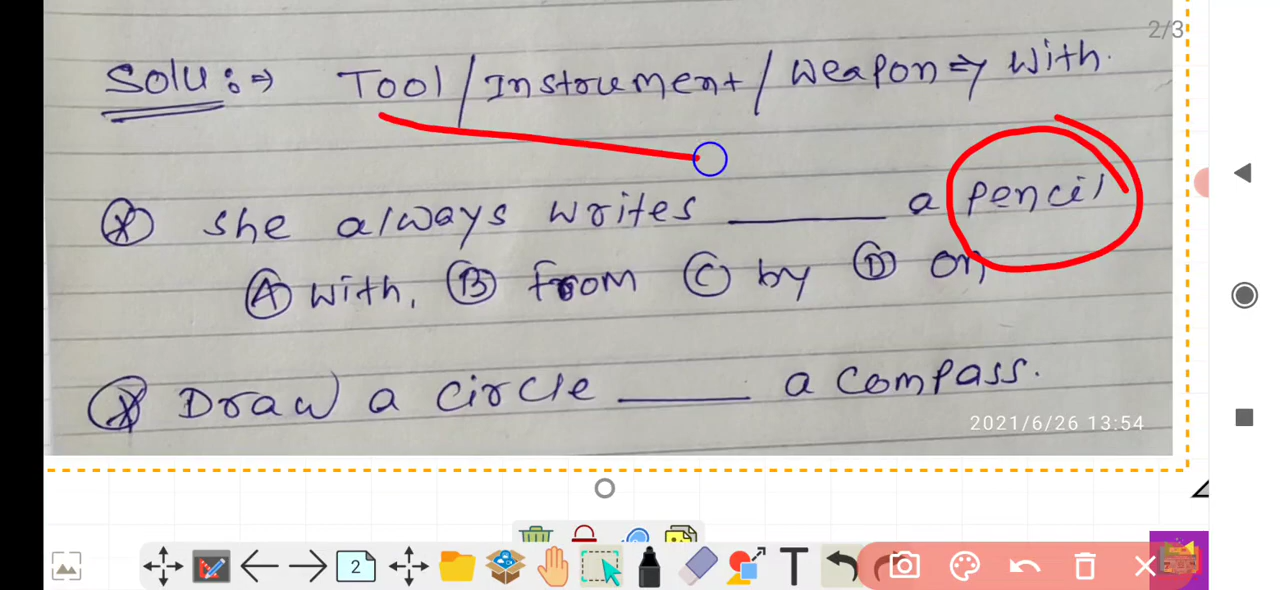 2/3
Solu:⇒ Tool/Instrument/Weapon⇒ With.
She always writes ______ a pencil
Ⓐ with, Ⓑ from Ⓒ by Ⓓ on
Draw a circle ______ a compass.
2021/6/26 13:54
2
T